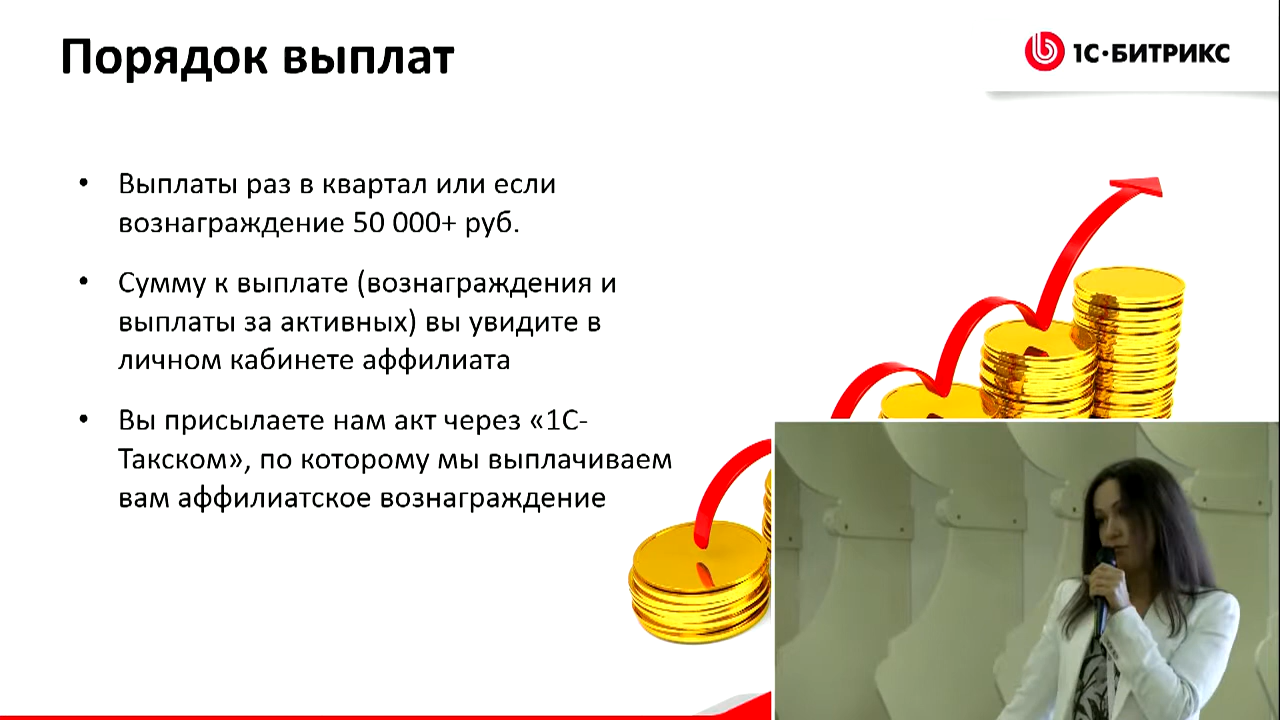 Порядок выплат
1С·БИТРИКС
• Выплаты раз в квартал или если
вознаграждение 50 000+ руб.
• Сумму к выплате (вознаграждения и
выплаты за активных) вы увидите в
личном кабинете аффилиата
• Вы присылаете нам акт через «1С-
Такском», по которому мы выплачиваем
вам аффилиатское вознаграждение